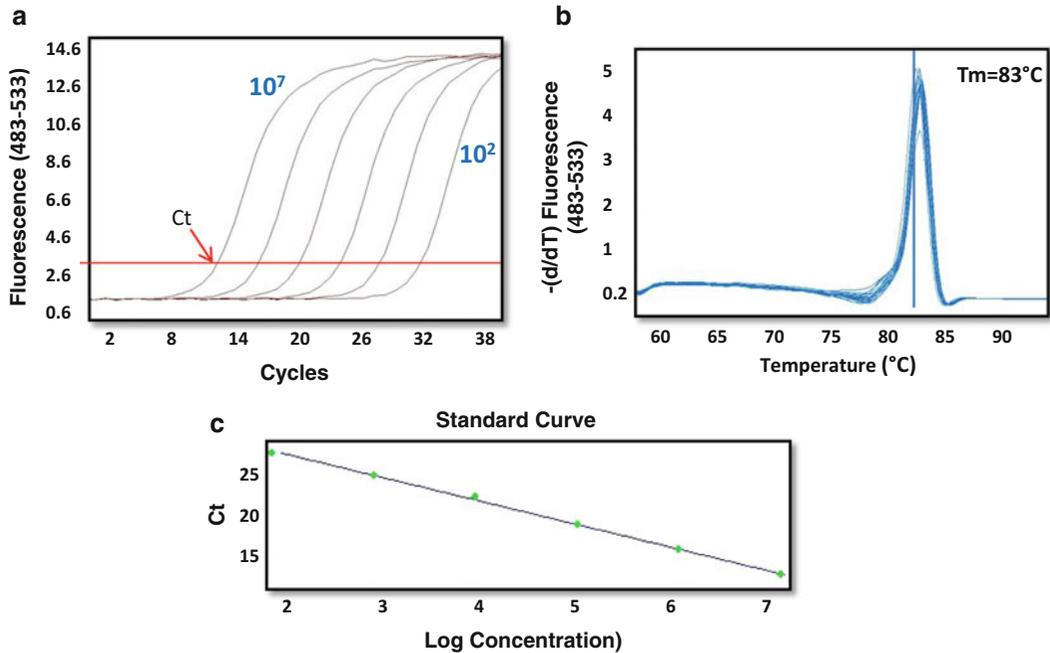 a
Fluorescence (483-533)
14.6
12.6
10.6
8.6
6.6
4.6
2.6
0.6
10⁷
10²
Ct
2 8 14 20 26 32 38
Cycles
b
-(d/dT) Fluorescence
(483-533)
5
4
3
2
1
0.2
Tm=83°C
60 65 70 75 80 85 90
Temperature (°C)
c
Standard Curve
Ct
25
20
15
2 3 4 5 6 7
Log Concentration)